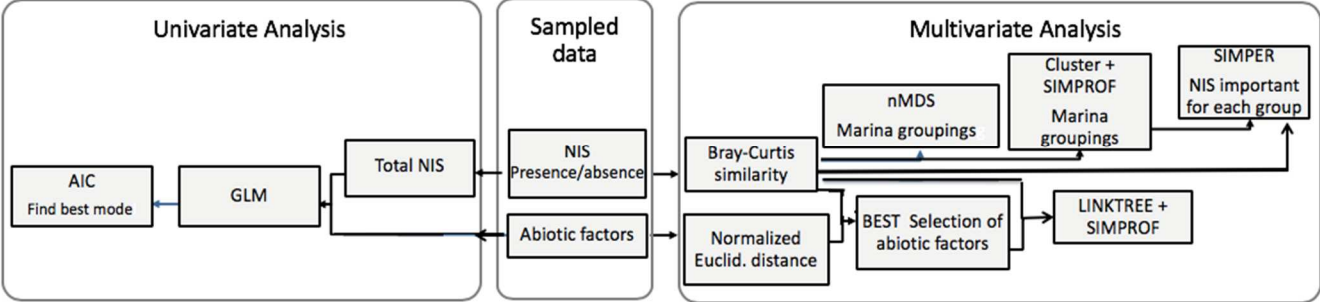 Univariate Analysis
AIC
Find best mode
GLM
Total NIS
Sampled
data
NIS
Presence/absence
Abiotic factors
Multivariate Analysis
Bray-Curtis
similarity
Normalized
Euclid. distance
nMDS
Marina groupings
Cluster +
SIMPROF
Marina
groupings
SIMPER
NIS important
for each group
BEST Selection of
abiotic factors
LINKTREE +
SIMPROF